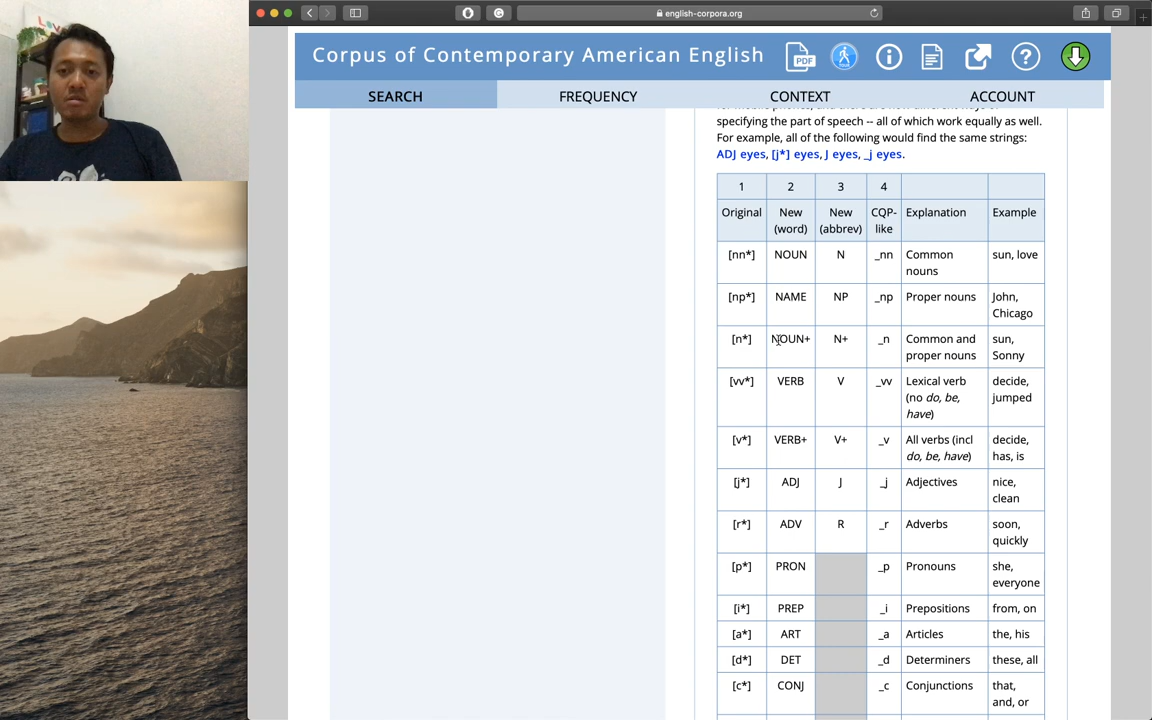 english-corpora.org
Corpus of Contemporary American English
PDF
SEARCH FREQUENCY CONTEXT ACCOUNT
specifying the part of speech -- all of which work equally as well.
For example, all of the following would find the same strings:
ADJ eyes, [j*] eyes, J eyes, _j eyes.
1 2 3 4
Original New (word) New (abbrev) CQP-like Explanation Example
[nn*] NOUN N _nn Common nouns sun, love
[np*] NAME NP _np Proper nouns John, Chicago
[n*] NOUN+ N+ _n Common and proper nouns sun, Sonny
[vv*] VERB V _vv Lexical verb (no do, be, have) decide, jumped
[v*] VERB+ V+ _v All verbs (incl do, be, have) decide, has, is
[j*] ADJ J _j Adjectives nice, clean
[r*] ADV R _r Adverbs soon, quickly
[p*] PRON _p Pronouns she, everyone
[i*] PREP _i Prepositions from, on
[a*] ART _a Articles the, his
[d*] DET _d Determiners these, all
[c*] CONJ _c Conjunctions that, and, or